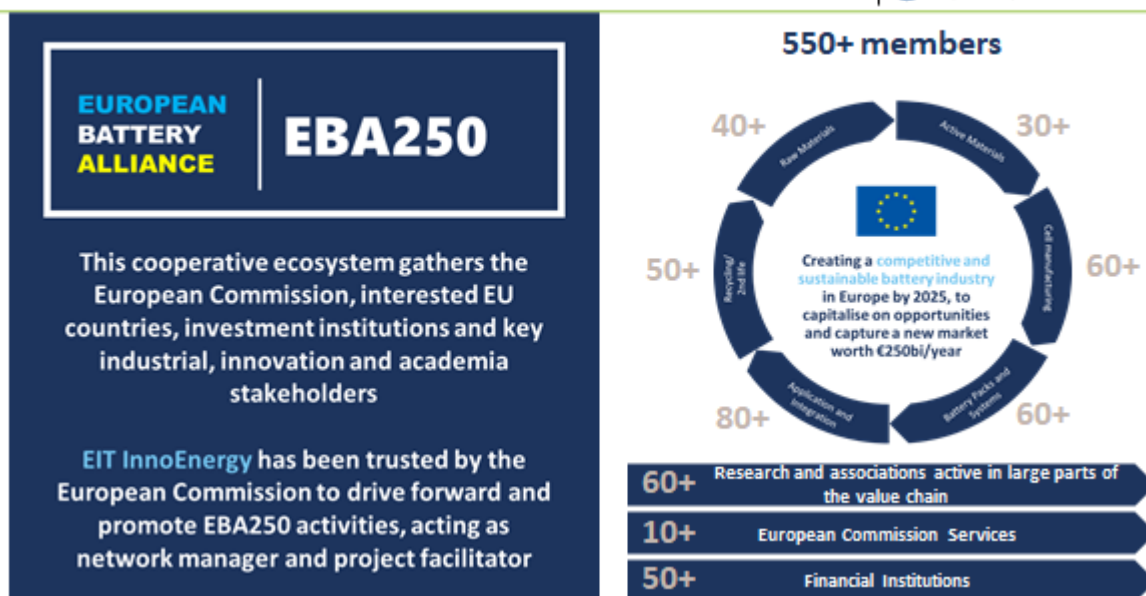 EUROPEAN
BATTERY
ALLIANCE
EBA250
This cooperative ecosystem gathers the
European Commission, interested EU
countries, investment institutions and key
industrial, innovation and academia
stakeholders
EIT InnoEnergy has been trusted by the
European Commission to drive forward and
promote EBA250 activities, acting as
network manager and project facilitator
550+ members
40+
Raw Materials
Active Materials
30+
50+
Recycling/
2nd life
Cell manufacturing
60+
Creating a competitive and
sustainable battery industry
in Europe by 2025, to
capitalise on opportunities
and capture a new market
worth €250bi/year
80+
Application and
Integration
Battery Packs and
Systems
60+
60+
Research and associations active in large parts of
the value chain
10+
European Commission Services
50+
Financial Institutions